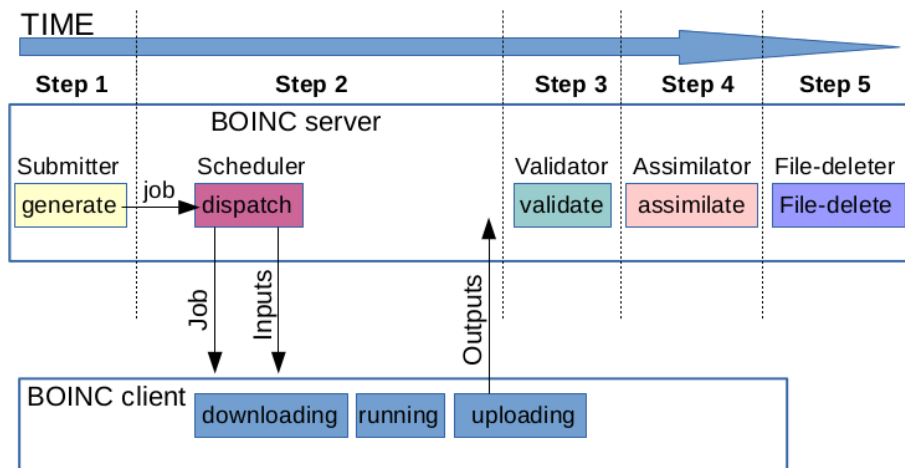 TIME
Step 1
Step 2
Step 3
Step 4
Step 5
BOINC server
Submitter
Scheduler
Validator
Assimilator
File-deleter
generate
job
dispatch
validate
assimilate
File-delete
Job
Inputs
Outputs
BOINC client
downloading
running
uploading